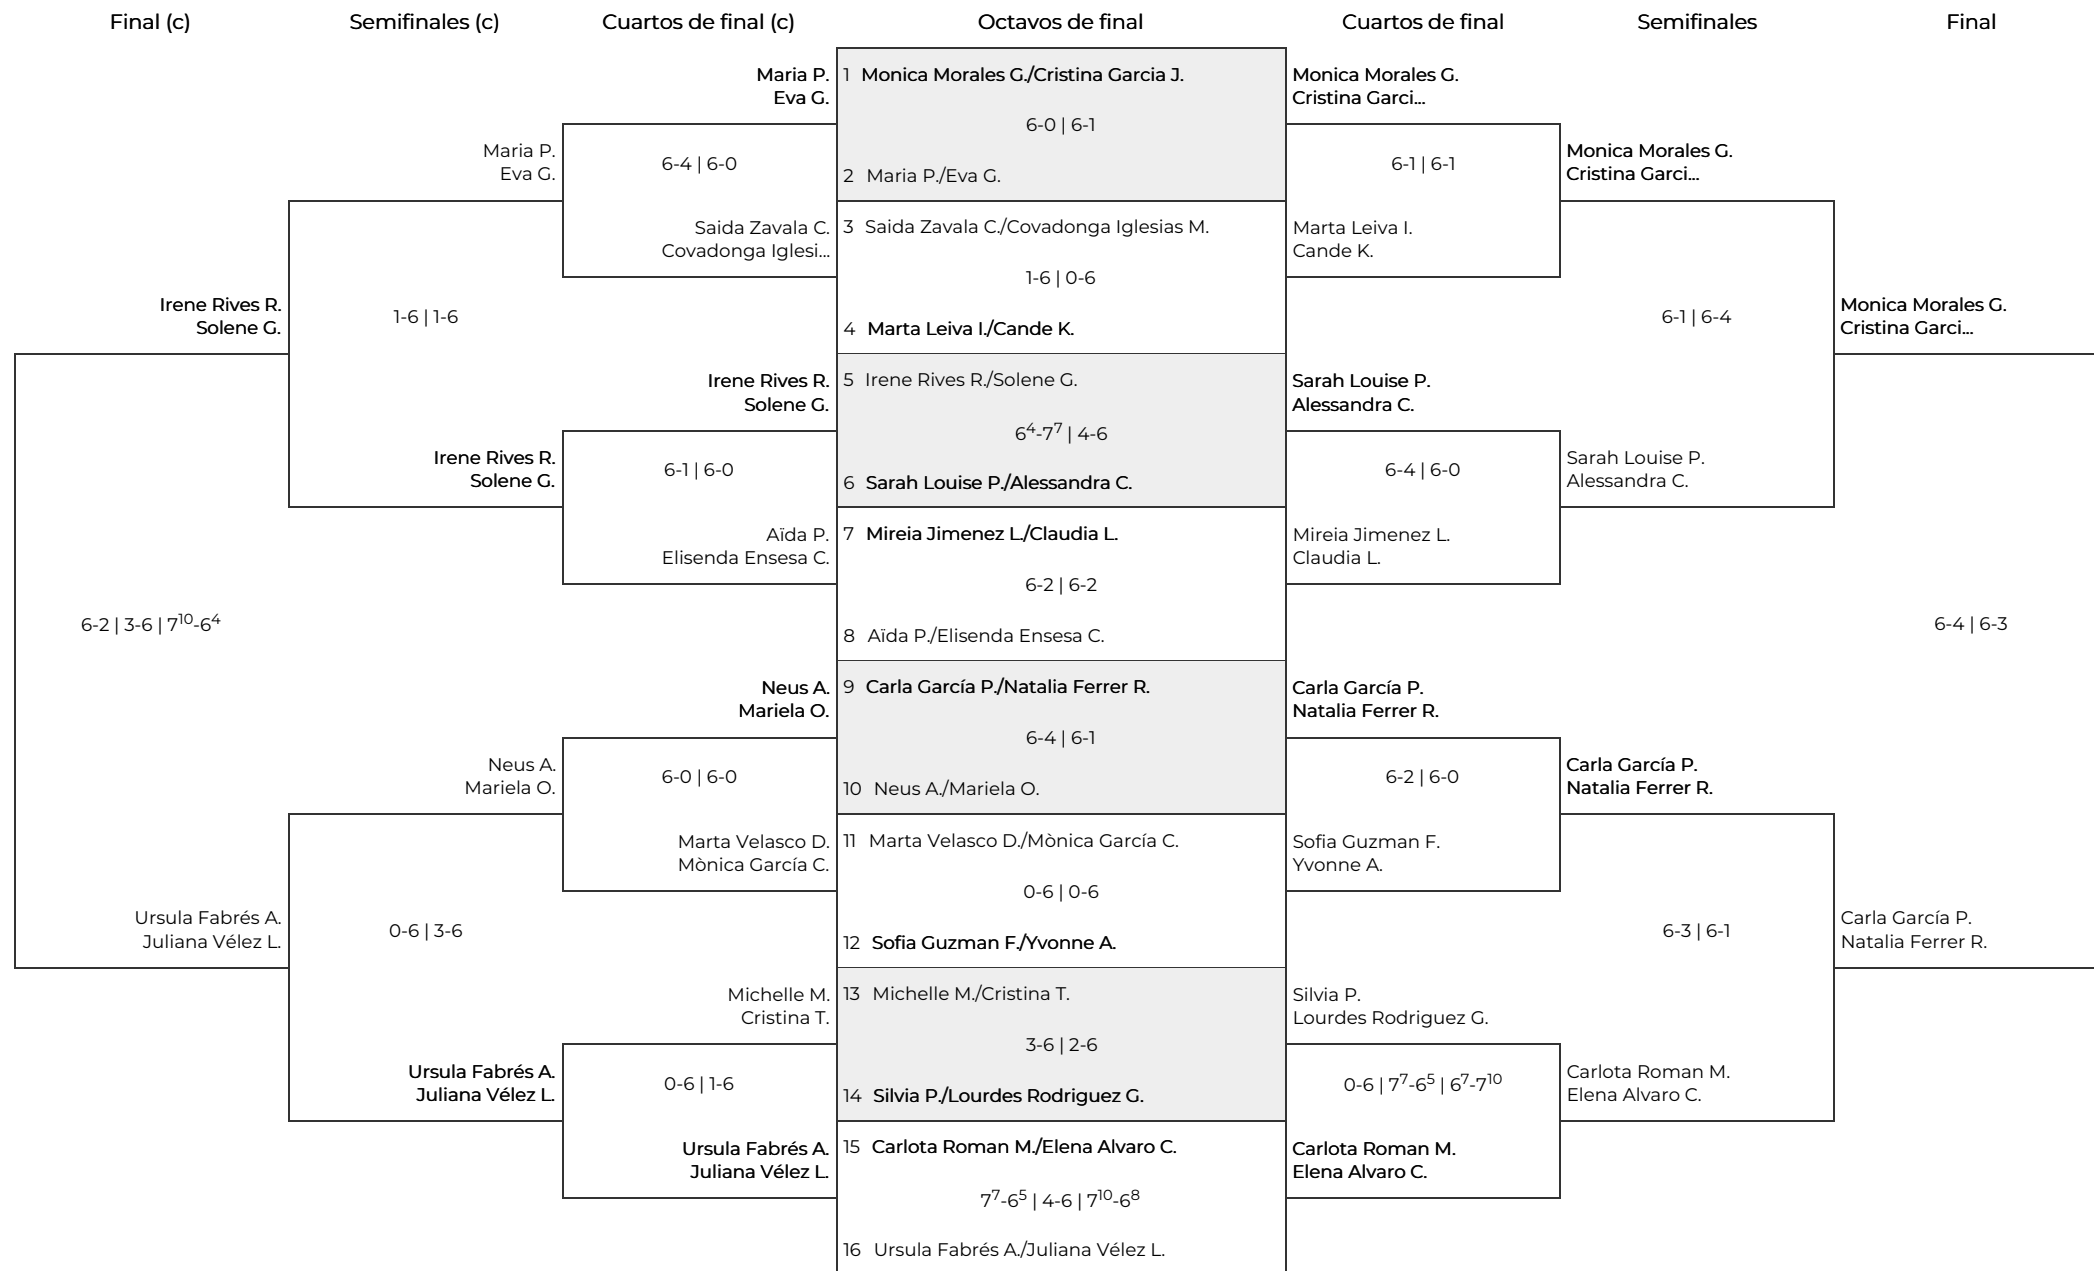 Final (c)
Semifinales (c)
Cuartos de final (c)
Octavos de final
Cuartos de final
Semifinales
Final
Irene Rives R.
Solene G.
6-2 | 3-6 | 7¹⁰-6⁴
Ursula Fabrés A.
Juliana Vélez L.
Maria P.
Eva G.
1-6 | 1-6
Irene Rives R.
Solene G.
Neus A.
Mariela O.
0-6 | 3-6
Ursula Fabrés A.
Juliana Vélez L.
Maria P.
Eva G.
6-4 | 6-0
Saida Zavala C.
Covadonga Iglesi...
Irene Rives R.
Solene G.
6-1 | 6-0
Aïda P.
Elisenda Ensesa C.
Neus A.
Mariela O.
6-0 | 6-0
Marta Velasco D.
Mònica García C.
Michelle M.
Cristina T.
0-6 | 1-6
Ursula Fabrés A.
Juliana Vélez L.
1 Monica Morales G./Cristina Garcia J.
6-0 | 6-1
2 Maria P./Eva G.
3 Saida Zavala C./Covadonga Iglesias M.
1-6 | 0-6
4 Marta Leiva I./Cande K.
5 Irene Rives R./Solene G.
6⁴-7⁷ | 4-6
6 Sarah Louise P./Alessandra C.
7 Mireia Jimenez L./Claudia L.
6-2 | 6-2
8 Aïda P./Elisenda Ensesa C.
9 Carla García P./Natalia Ferrer R.
6-4 | 6-1
10 Neus A./Mariela O.
11 Marta Velasco D./Mònica García C.
0-6 | 0-6
12 Sofia Guzman F./Yvonne A.
13 Michelle M./Cristina T.
3-6 | 2-6
14 Silvia P./Lourdes Rodriguez G.
15 Carlota Roman M./Elena Alvaro C.
7⁷-6⁵ | 4-6 | 7¹⁰-6⁸
16 Ursula Fabrés A./Juliana Vélez L.
Monica Morales G.
Cristina Garci...
6-1 | 6-1
Marta Leiva I.
Cande K.
Sarah Louise P.
Alessandra C.
6-4 | 6-0
Mireia Jimenez L.
Claudia L.
Carla García P.
Natalia Ferrer R.
6-2 | 6-0
Sofia Guzman F.
Yvonne A.
Silvia P.
Lourdes Rodriguez G.
0-6 | 7⁷-6⁵ | 6⁷-7¹⁰
Carlota Roman M.
Elena Alvaro C.
Monica Morales G.
Cristina Garci...
6-1 | 6-4
Sarah Louise P.
Alessandra C.
Carla García P.
Natalia Ferrer R.
6-3 | 6-1
Carlota Roman M.
Elena Alvaro C.
Monica Morales G.
Cristina Garci...
6-4 | 6-3
Carla García P.
Natalia Ferrer R.